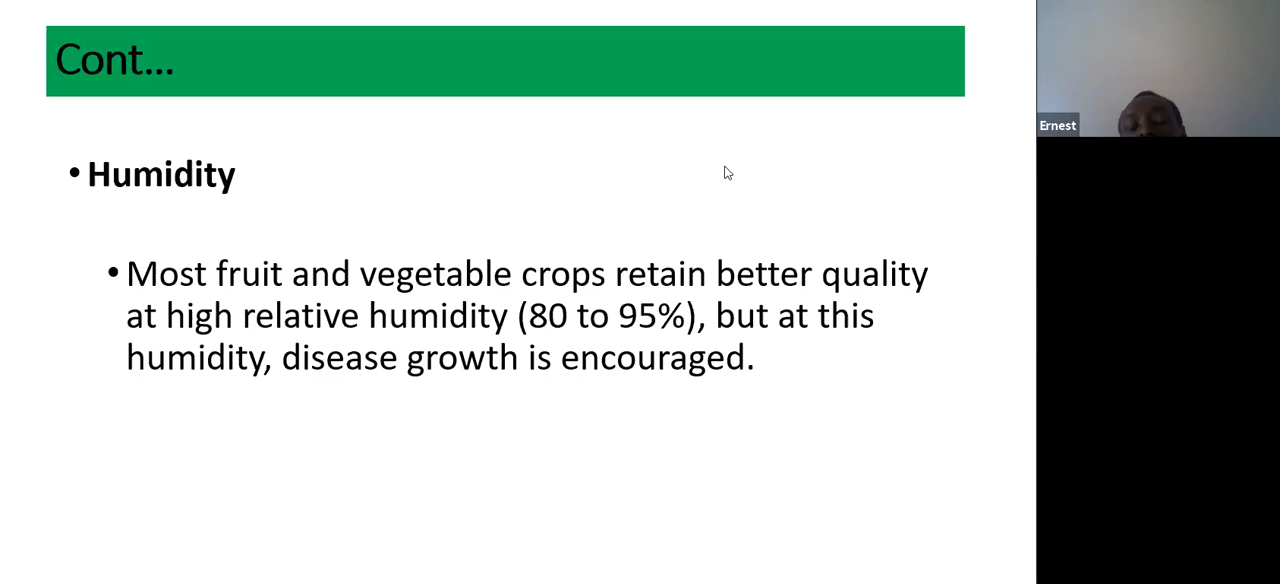 Cont...
• Humidity
• Most fruit and vegetable crops retain better quality
at high relative humidity (80 to 95%), but at this
humidity, disease growth is encouraged.
Ernest